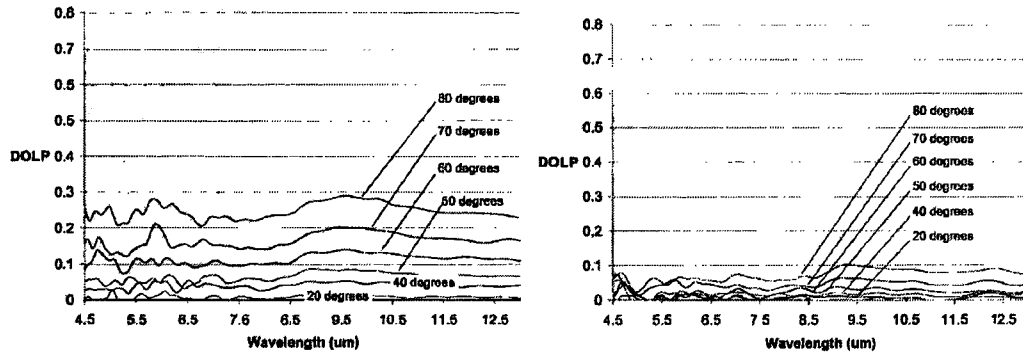 0.8
0.7
0.6
0.5
DOLP 0.4
0.3
0.2
0.1
0
80 degrees
70 degrees
60 degrees
50 degrees
40 degrees
20 degrees
4.5 5.5 6.5 7.5 8.5 9.5 10.5 11.5 12.5
Wavelength (um)
0.8
0.7
0.6
0.5
DOLP 0.4
0.3
0.2
0.1
0
80 degrees
70 degrees
60 degrees
50 degrees
40 degrees
20 degrees
4.5 5.5 6.5 7.5 8.5 9.5 10.5 11.5 12.5
Wavelength (um)